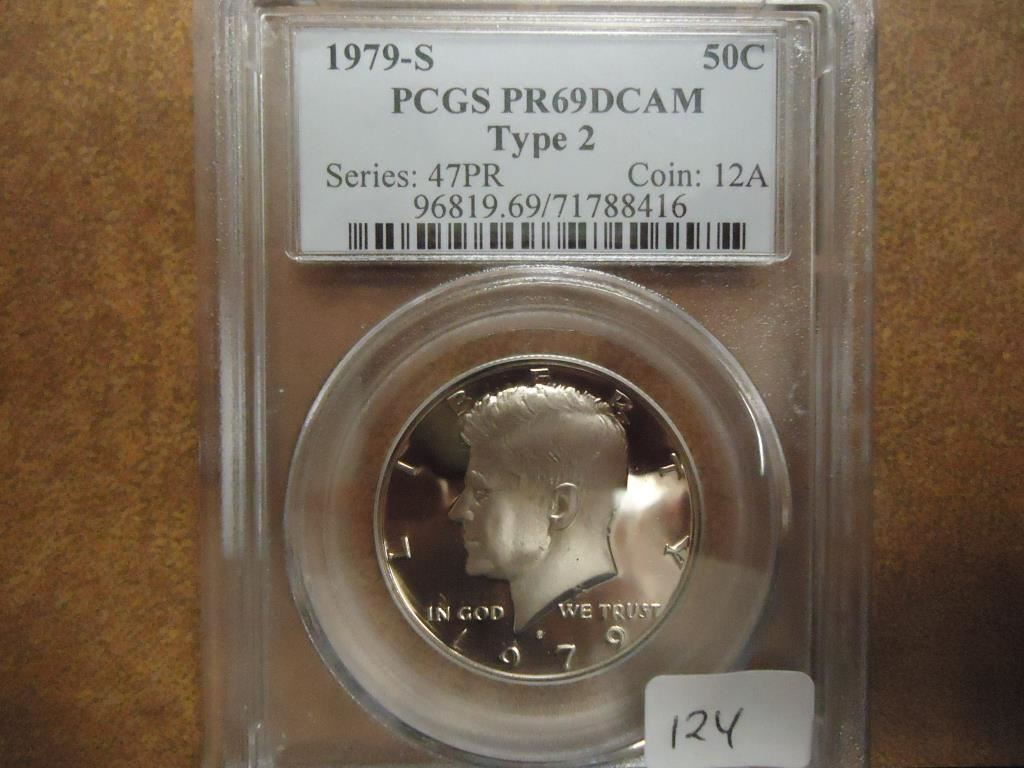 1979-S 50C
PCGS PR69DCAM
Type 2
Series: 47PR Coin: 12A
96819.69/71788416
LIBERTY
IN GOD WE TRUST
1979
124